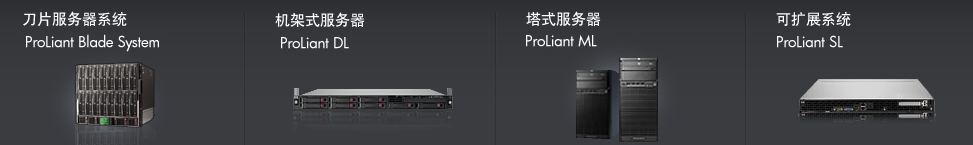 刀片服务器系统
ProLiant Blade System
机架式服务器
ProLiant DL
塔式服务器
ProLiant ML
可扩展系统
ProLiant SL